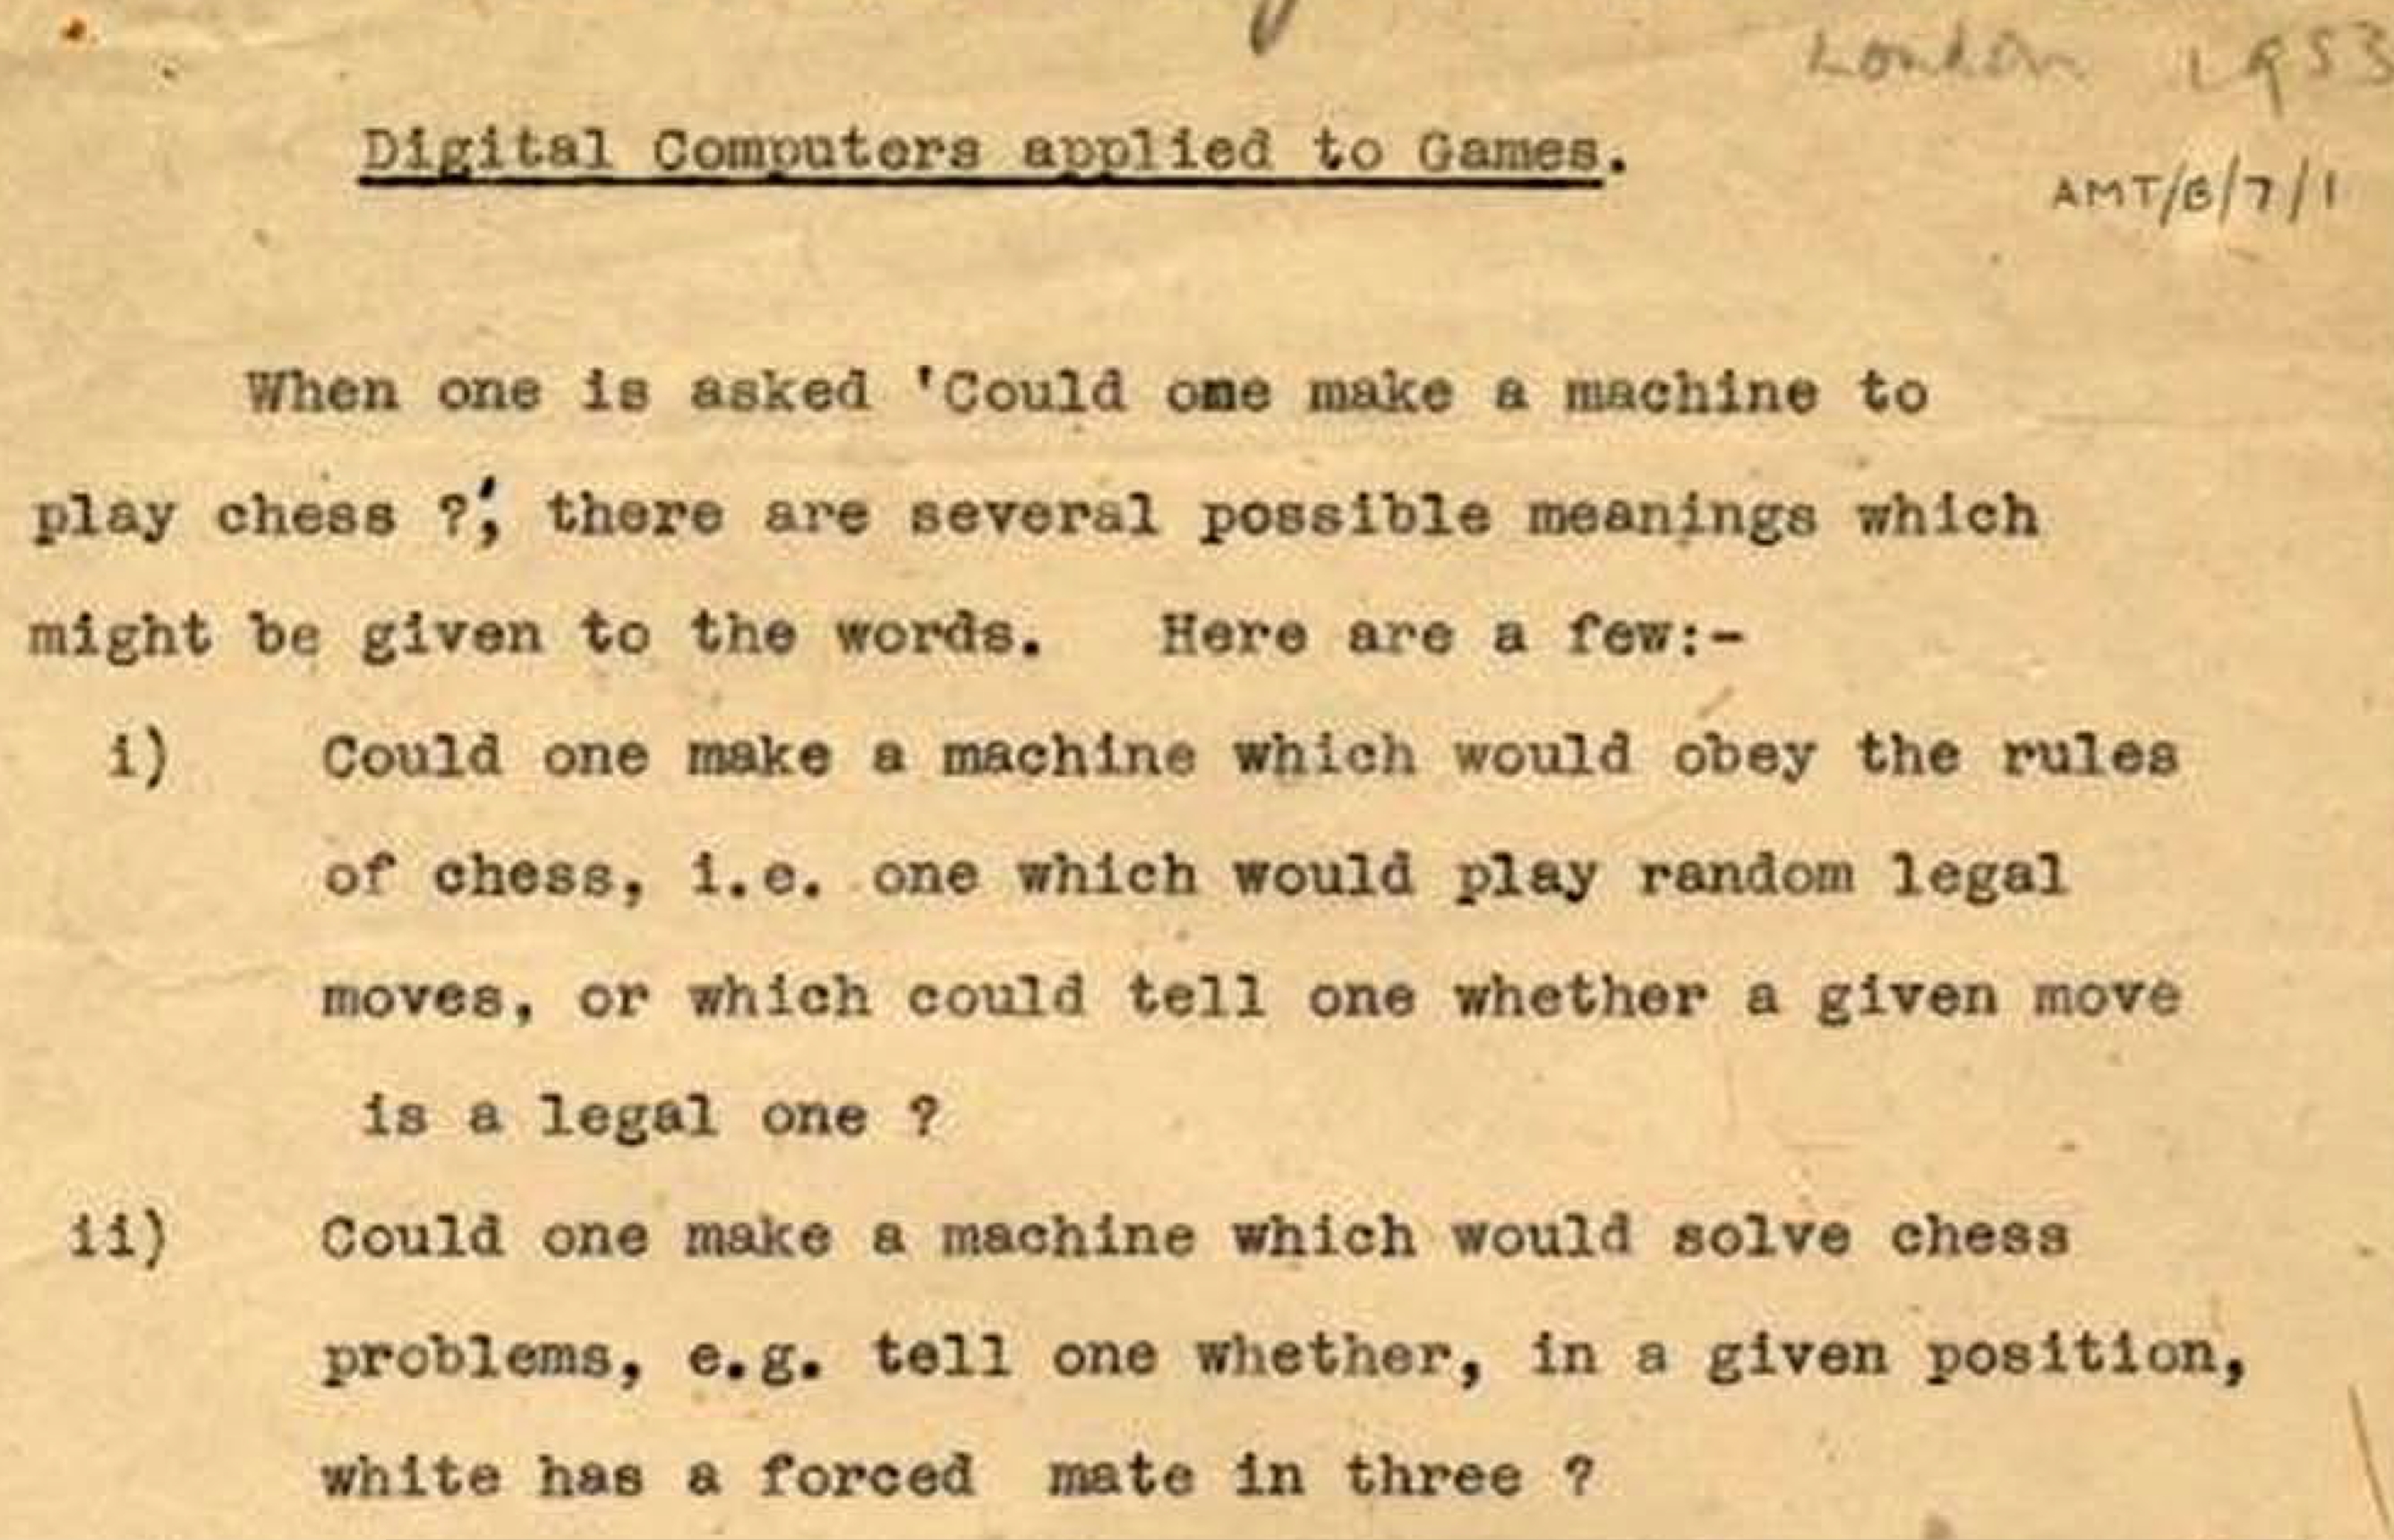 London 1953
Digital Computers applied to Games.
AMT/B/7/1
When one is asked 'Could one make a machine to
play chess ?', there are several possible meanings which
might be given to the words.   Here are a few:-
i)    Could one make a machine which would obey the rules
of chess, i.e. one which would play random legal
moves, or which could tell one whether a given move
is a legal one ?
ii)    Could one make a machine which would solve chess
problems, e.g. tell one whether, in a given position,
white has a forced  mate in three ?